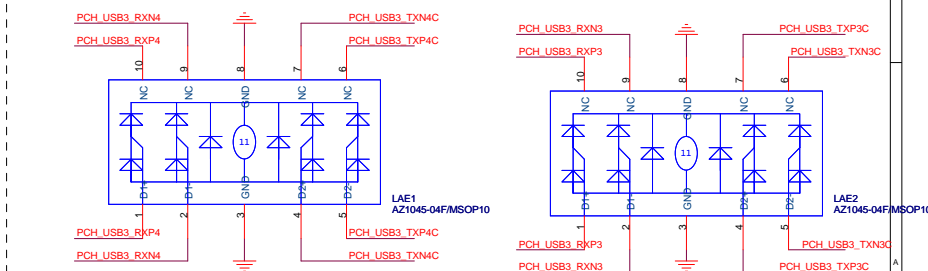 PCH_USB3_RXN4
PCH_USB3_TXN4C
PCH_USB3_RXP4
PCH_USB3_TXP4C
10
9
8
7
6
NC
NC
GND
NC
NC
11
D1+
D1-
GND
D2+
D2-
LAE1
AZ1045-04F/MSOP10
1
2
3
4
5
PCH_USB3_RXP4
PCH_USB3_TXP4C
PCH_USB3_RXN4
PCH_USB3_TXN4C
PCH_USB3_RXN3
PCH_USB3_TXP3C
PCH_USB3_RXP3
PCH_USB3_TXN3C
10
9
8
7
6
NC
NC
GND
NC
NC
11
D1+
D1-
GND
D2+
D2-
LAE2
AZ1045-04F/MSOP10
1
2
3
4
5
PCH_USB3_RXP3
PCH_USB3_TXN3C
PCH_USB3_RXN3
PCH_USB3_TXP3C
A